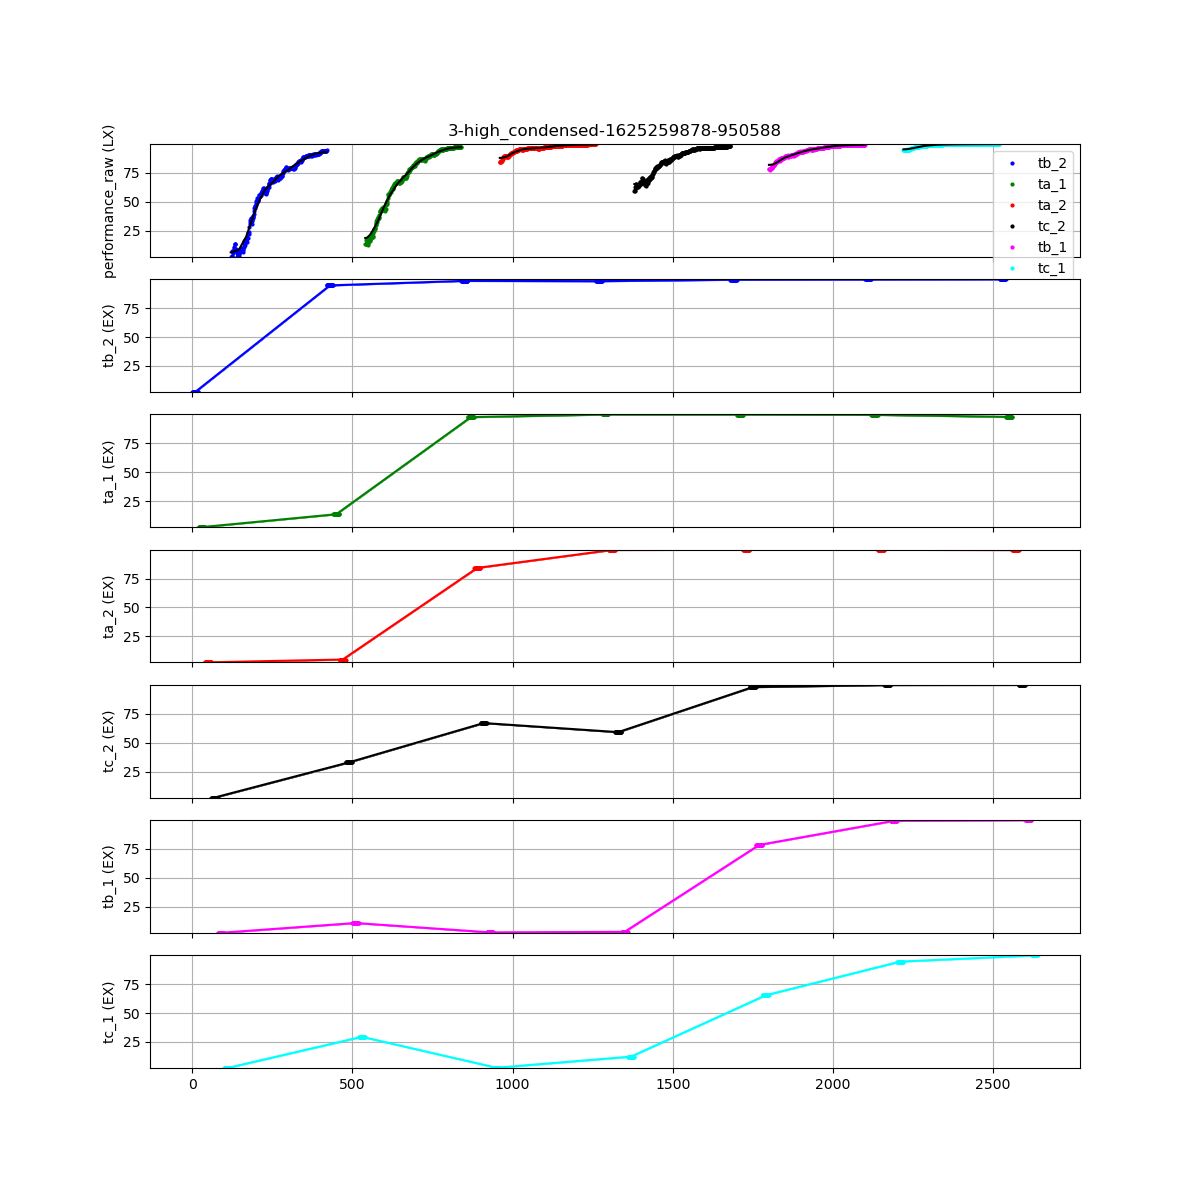 3-high_condensed-1625259878-950588
performance_raw (LX)
75
50
25
tb_2
ta_1
ta_2
tc_2
tb_1
tc_1
tb_2 (EX)
75
50
25
ta_1 (EX)
75
50
25
ta_2 (EX)
75
50
25
tc_2 (EX)
75
50
25
tb_1 (EX)
75
50
25
tc_1 (EX)
75
50
25
0 500 1000 1500 2000 2500